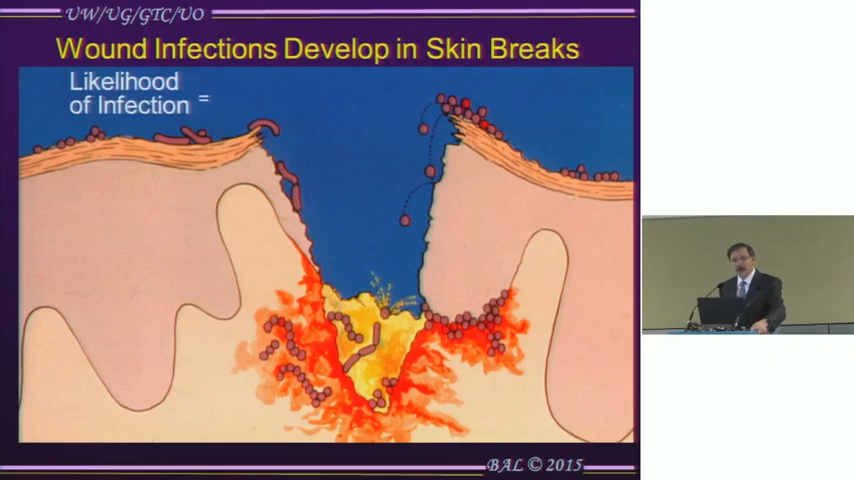 UW/UG/GTC/UO
Wound Infections Develop in Skin Breaks
Likelihood
of Infection =
BAL © 2015